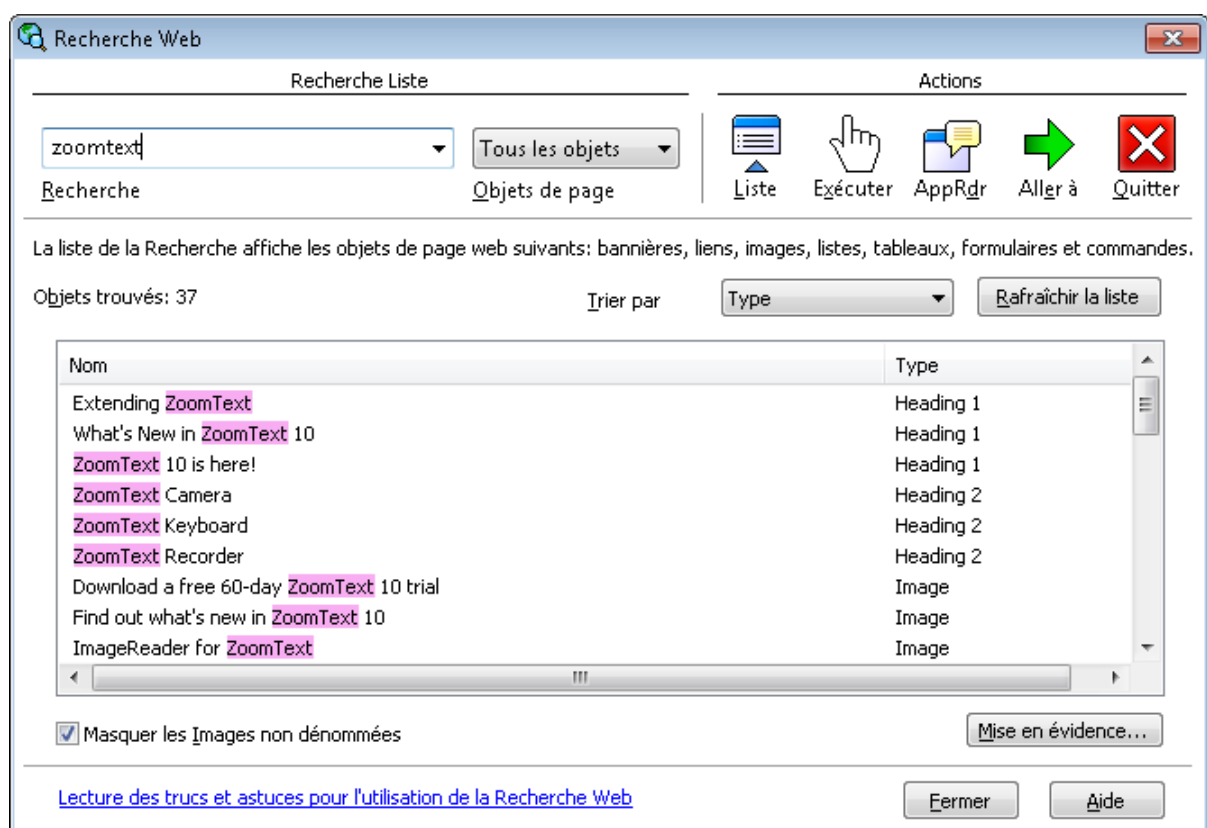 Recherche Web
Recherche Liste
Actions
zoomtext
Tous les objets
Recherche
Objets de page
Liste
Exécuter
AppRdr
Aller à
Quitter
La liste de la Recherche affiche les objets de page web suivants: bannières, liens, images, listes, tableaux, formulaires et commandes.
Objets trouvés: 37
Trier par
Type
Rafraîchir la liste
Nom Type
Extending ZoomText Heading 1
What's New in ZoomText 10 Heading 1
ZoomText 10 is here! Heading 1
ZoomText Camera Heading 2
ZoomText Keyboard Heading 2
ZoomText Recorder Heading 2
Download a free 60-day ZoomText 10 trial Image
Find out what's new in ZoomText 10 Image
ImageReader for ZoomText Image
Masquer les Images non dénommées
Mise en évidence...
Lecture des trucs et astuces pour l'utilisation de la Recherche Web
Fermer
Aide